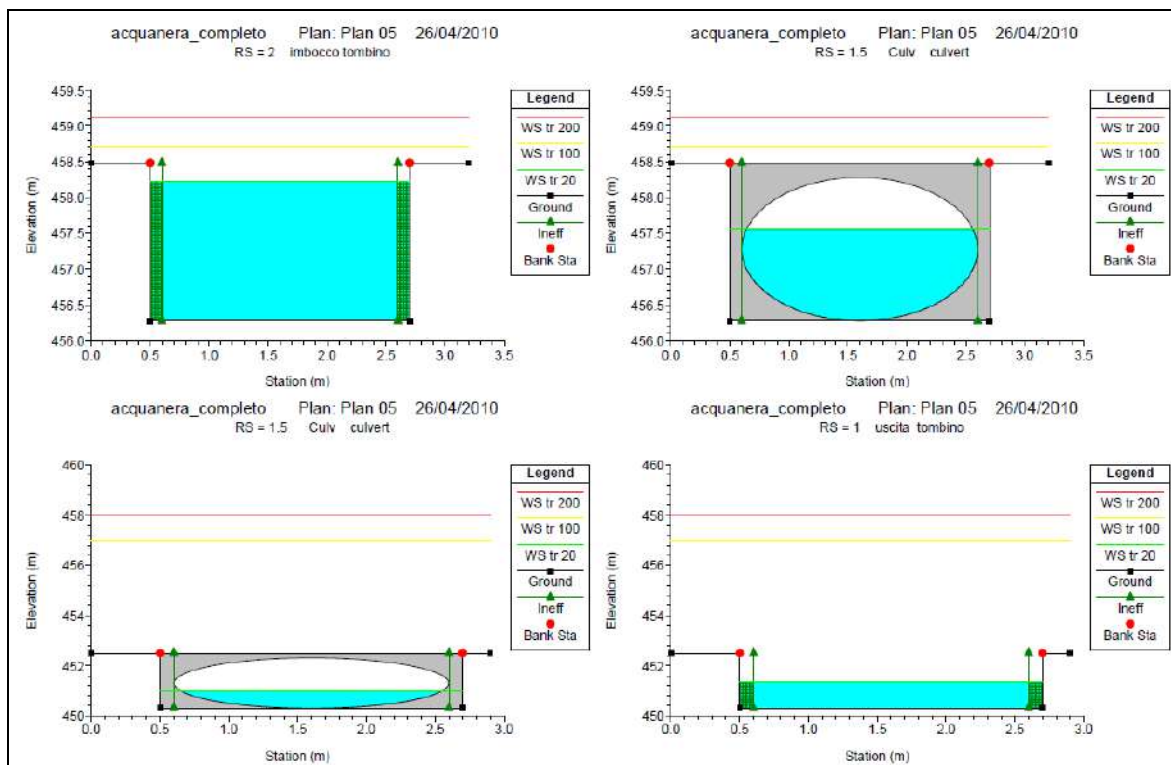 acquanera_completo Plan: Plan 05 26/04/2010
RS = 2 imbocco tombino
459.5
459.0
458.5
458.0
457.5
457.0
456.5
456.0
Elevation (m)
0.0 0.5 1.0 1.5 2.0 2.5 3.0 3.5
Station (m)
Legend
WS tr 200
WS tr 100
WS tr 20
Ground
Ineff
Bank Sta
acquanera_completo Plan: Plan 05 26/04/2010
RS = 1.5 Culv culvert
459.5
459.0
458.5
458.0
457.5
457.0
456.5
456.0
Elevation (m)
0.0 0.5 1.0 1.5 2.0 2.5 3.0 3.5
Station (m)
Legend
WS tr 200
WS tr 100
WS tr 20
Ground
Ineff
Bank Sta
acquanera_completo Plan: Plan 05 26/04/2010
RS = 1.5 Culv culvert
460
458
456
454
452
450
Elevation (m)
0.0 0.5 1.0 1.5 2.0 2.5 3.0
Station (m)
Legend
WS tr 200
WS tr 100
WS tr 20
Ground
Ineff
Bank Sta
acquanera_completo Plan: Plan 05 26/04/2010
RS = 1 uscita tombino
460
458
456
454
452
450
Elevation (m)
0.0 0.5 1.0 1.5 2.0 2.5 3.0
Station (m)
Legend
WS tr 200
WS tr 100
WS tr 20
Ground
Ineff
Bank Sta